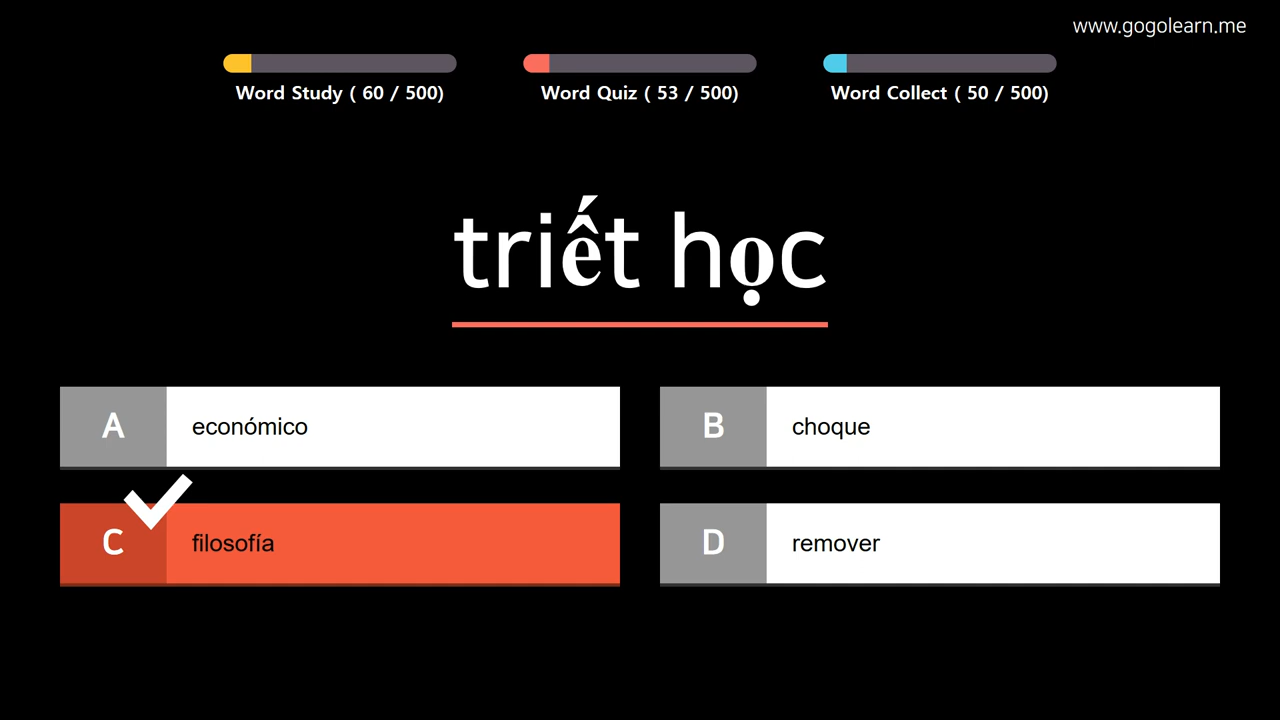 www.gogolearn.me
Word Study ( 60 / 500)
Word Quiz ( 53 / 500)
Word Collect ( 50 / 500)
triết học
A económico
B choque
C filosofía
D remover